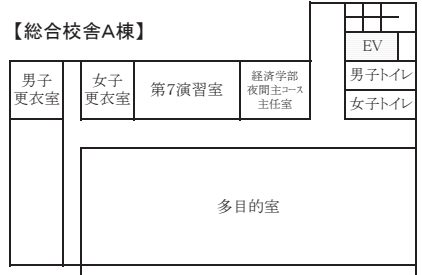 【総合校舎A棟】
EV
男子
更衣室
女子
更衣室
第7演習室
経済学部
夜間主コース
主任室
男子トイレ
女子トイレ
多目的室